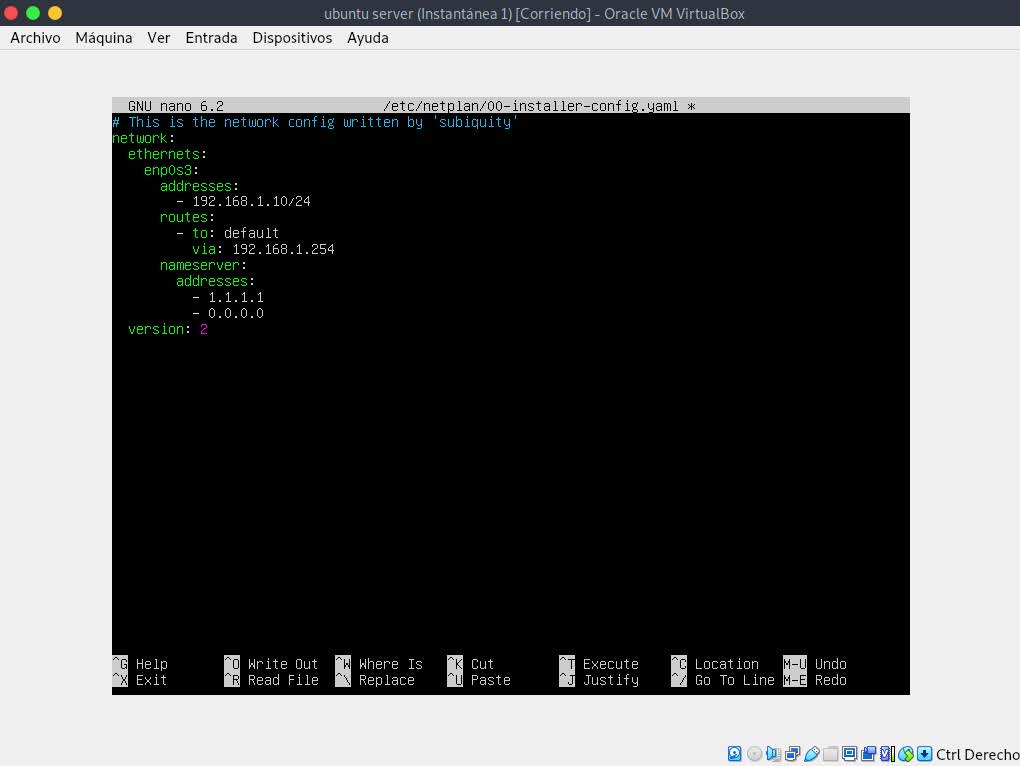 ubuntu server (Instantánea 1) [Corriendo] - Oracle VM VirtualBox
Archivo Máquina Ver Entrada Dispositivos Ayuda
GNU nano 6.2 /etc/netplan/00-installer-config.yaml *
# This is the network config written by 'subiquity'
network:
  ethernets:
    enp0s3:
      addresses:
        - 192.168.1.10/24
      routes:
        - to: default
          via: 192.168.1.254
      nameserver:
        addresses:
          - 1.1.1.1
          - 0.0.0.0
  version: 2
^G Help ^O Write Out ^W Where Is ^K Cut ^T Execute ^C Location M-U Undo
^X Exit ^R Read File ^\ Replace ^U Paste ^J Justify ^/ Go To Line M-E Redo
Ctrl Derecho